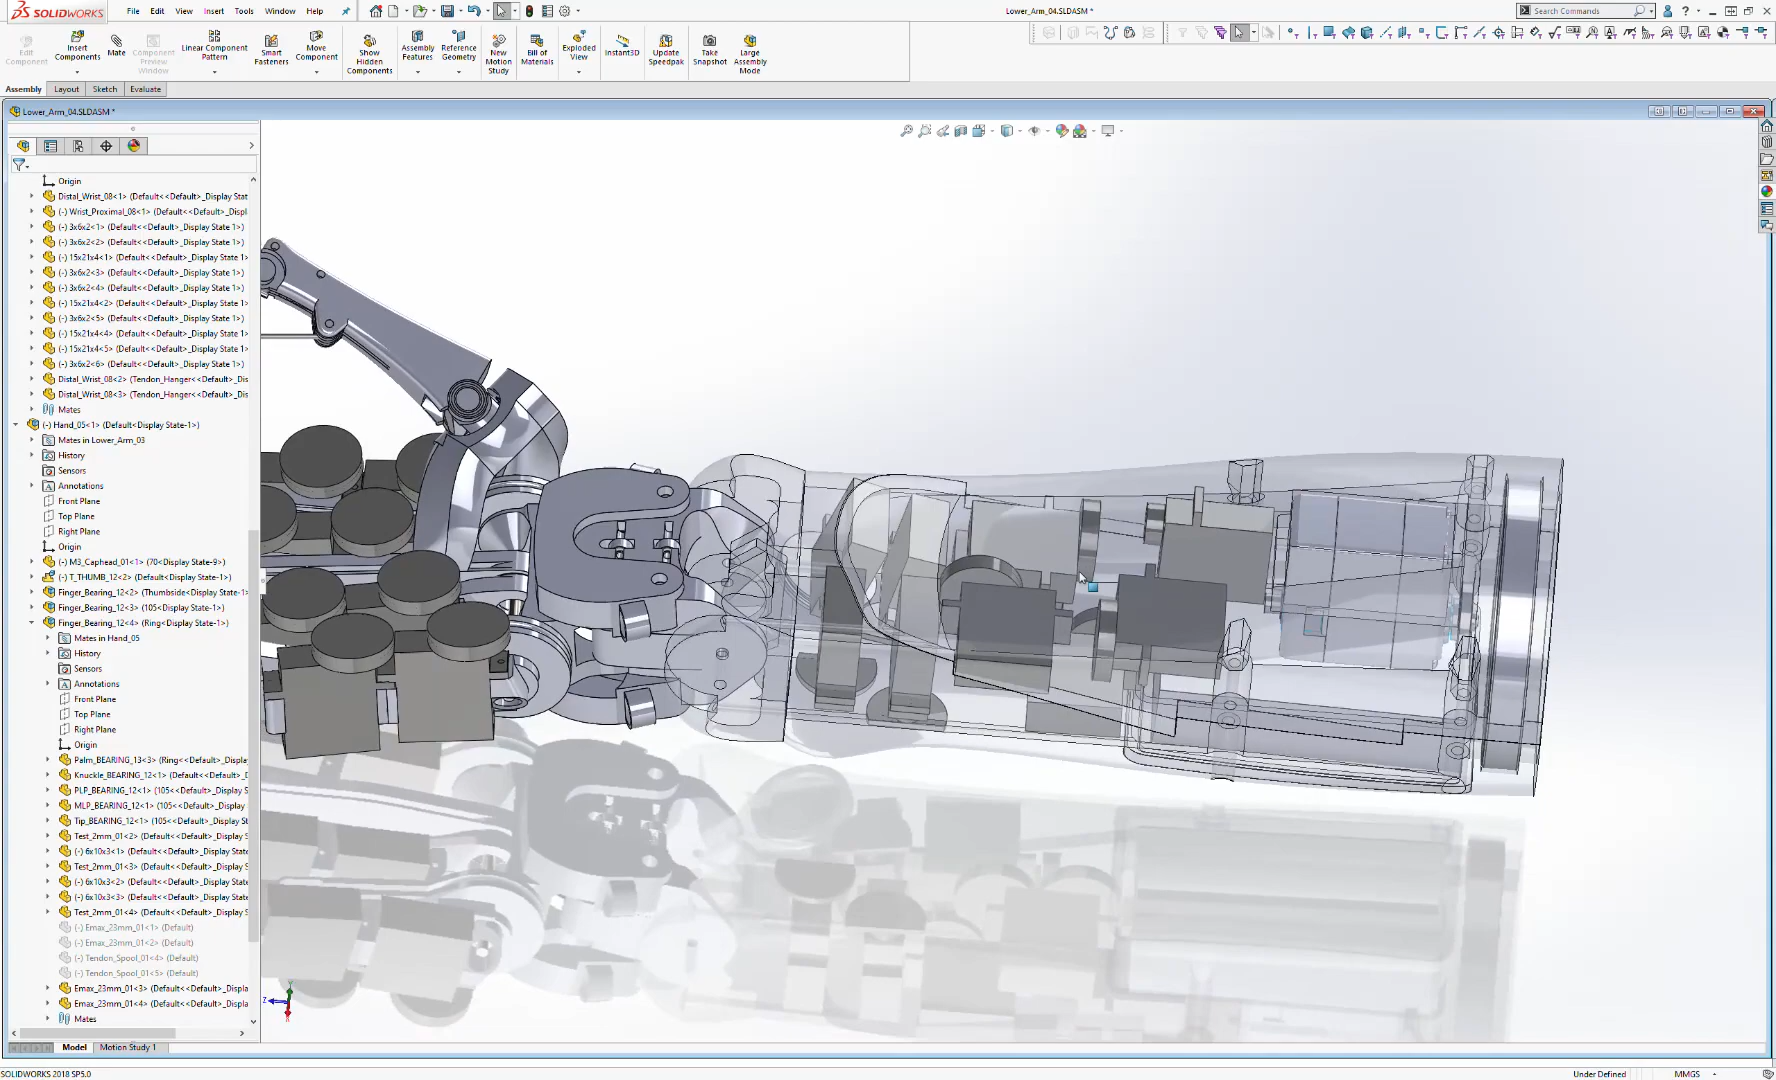 SOLIDWORKS
File Edit View Insert Tools Window Help
Lower_Arm_04.SLDASM *
Search Commands
Edit Component
Insert Components
Mate
Component Preview Window
Linear Component Pattern
Smart Fasteners
Move Component
Show Hidden Components
Assembly Features
Reference Geometry
New Motion Study
Bill of Materials
Exploded View
Instant3D
Update Speedpak
Take Snapshot
Large Assembly Mode
Assembly Layout Sketch Evaluate
Lower_Arm_04.SLDASM *
Origin
Distal_Wrist_08<1> (Default<<Default>_Display Stat
(-) Wrist_Proximal_08<1> (Default<<Default>_Displ
(-) 3x6x2<1> (Default<<Default>_Display State 1>)
(-) 3x6x2<2> (Default<<Default>_Display State 1>)
(-) 15x21x4<1> (Default<<Default>_Display State 1>
(-) 3x6x2<3> (Default<<Default>_Display State 1>)
(-) 3x6x2<4> (Default<<Default>_Display State 1>)
(-) 15x21x4<2> (Default<<Default>_Display State 1>
(-) 3x6x2<5> (Default<<Default>_Display State 1>)
(-) 15x21x4<4> (Default<<Default>_Display State 1>
(-) 15x21x4<5> (Default<<Default>_Display State 1>
(-) 3x6x2<6> (Default<<Default>_Display State 1>)
Distal_Wrist_08<2> (Tendon_Hanger<<Default>_Dis
Distal_Wrist_08<3> (Tendon_Hanger<<Default>_Dis
Mates
(-) Hand_05<1> (Default<Display State-1>)
Mates in Lower_Arm_03
History
Sensors
Annotations
Front Plane
Top Plane
Right Plane
Origin
(-) M3_Caphead_01<1> (70<Display State-9>)
(-) T_THUMB_12<2> (Default<Display State-1>)
Finger_Bearing_12<2> (Thumbside<Display State-1>
Finger_Bearing_12<3> (105<Display State-1>)
Finger_Bearing_12<4> (Ring<Display State-1>)
Mates in Hand_05
History
Sensors
Annotations
Front Plane
Top Plane
Right Plane
Origin
Palm_BEARING_13<3> (Ring<<Default>_Display
Knuckle_BEARING_12<1> (Default<<Default>_D
PLP_BEARING_12<1> (105<<Default>_Display S
MLP_BEARING_12<1> (105<<Default>_Display
Tip_BEARING_12<1> (105<<Default>_Display St
Test_2mm_01<2> (Default<<Default>_Display S
(-) 6x10x3<1> (Default<<Default>_Display State
Test_2mm_01<3> (Default<<Default>_Display S
(-) 6x10x3<2> (Default<<Default>_Display State
(-) 6x10x3<3> (Default<<Default>_Display State
Test_2mm_01<4> (Default<<Default>_Display S
(-) Emax_23mm_01<1> (Default)
(-) Emax_23mm_01<2> (Default)
(-) Tendon_Spool_01<4> (Default)
(-) Tendon_Spool_01<5> (Default)
Emax_23mm_01<3> (Default<<Default>_Displa
Emax_23mm_01<4> (Default<<Default>_Displa
Mates
Z
Model Motion Study 1
SOLIDWORKS 2018 SP5.0
Under Defined MMGS